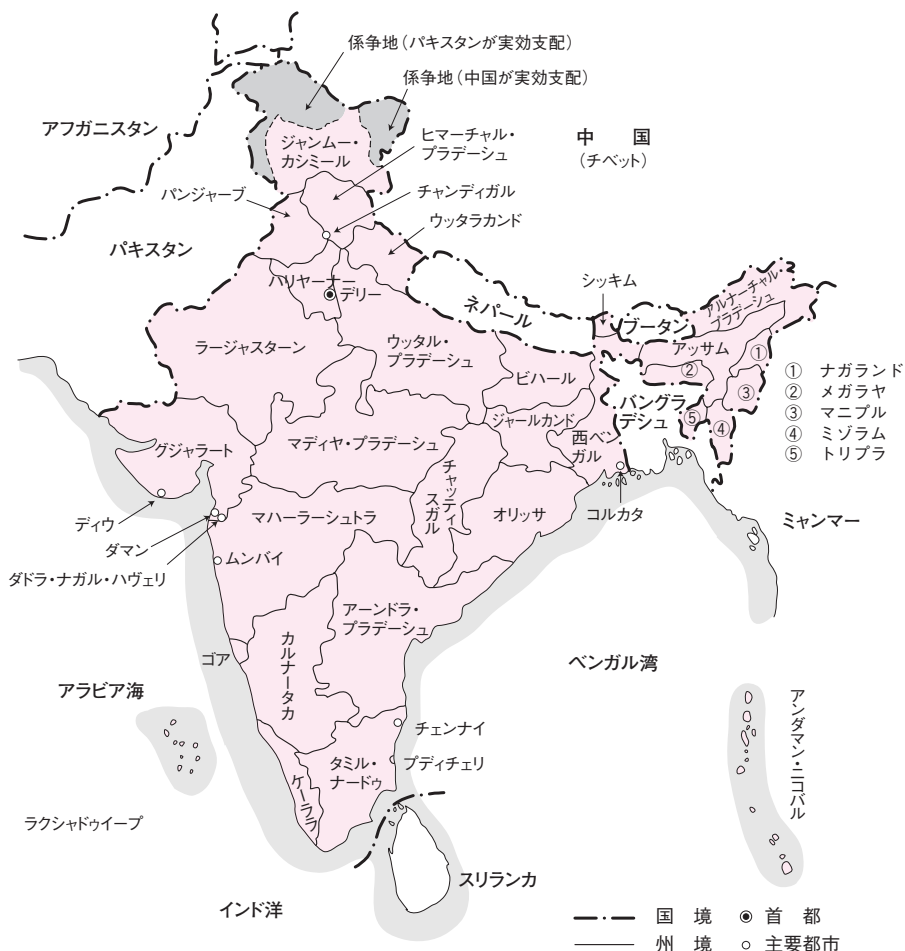 係争地（パキスタンが実効支配）
係争地（中国が実効支配）
アフガニスタン
ジャンムー・
カシミール
ヒマーチャル・
プラデーシュ
中　国
（チベット）
パンジャーブ
チャンディガル
ウッタラカンド
パキスタン
ハリヤーナー
デリー
ネパール
シッキム
ブータン
アルナーチャル・
プラデーシュ
ラージャスターン
ウッタル・
プラデーシュ
アッサム
ビハール
バングラ
デシュ
①
②
③
④
⑤
① ナガランド
② メガラヤ
③ マニプル
④ ミゾラム
⑤ トリプラ
ジャールカンド
西ベン
ガル
グジャラート
マディヤ・プラデーシュ
チャッティ
スガル
オリッサ
コルカタ
ミャンマー
ディウ
ダマン
ダドラ・ナガル・ハヴェリ
マハーラーシュトラ
ムンバイ
アーンドラ・
プラデーシュ
カルナータカ
ゴア
ベンガル湾
アラビア海
チェンナイ
プディチェリ
タミル・
ナードゥ
ケーララ
アンダマン・ニコバル
ラクシャドゥイープ
スリランカ
インド洋
国　境　首　都
州　境　主要都市